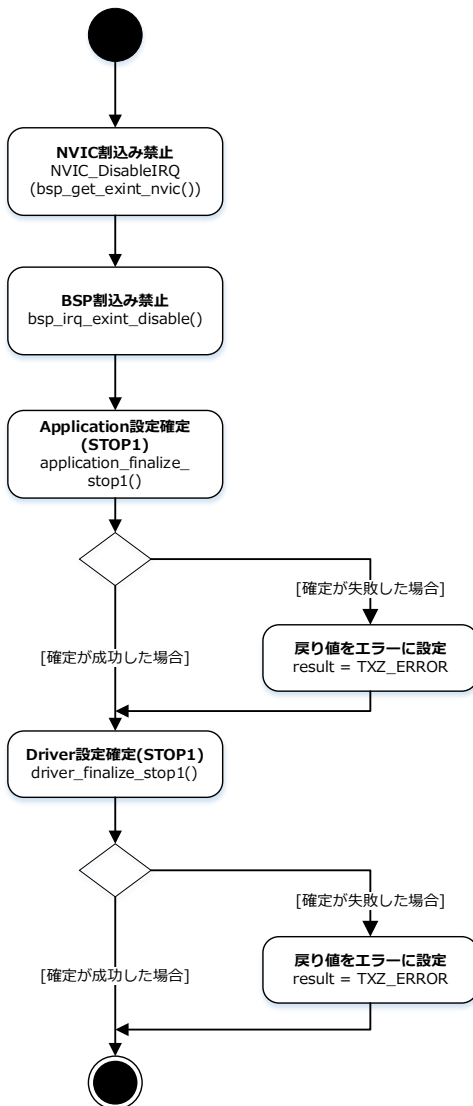 NVIC割込み禁止
NVIC_DisableIRQ
(bsp_get_exint_nvic())
BSP割込み禁止
bsp_irq_exint_disable()
Application設定確定
(STOP1)
application_finalize_
stop1()
[確定が失敗した場合]
[確定が成功した場合]
戻り値をエラーに設定
result = TXZ_ERROR
Driver設定確定(STOP1)
driver_finalize_stop1()
[確定が失敗した場合]
[確定が成功した場合]
戻り値をエラーに設定
result = TXZ_ERROR